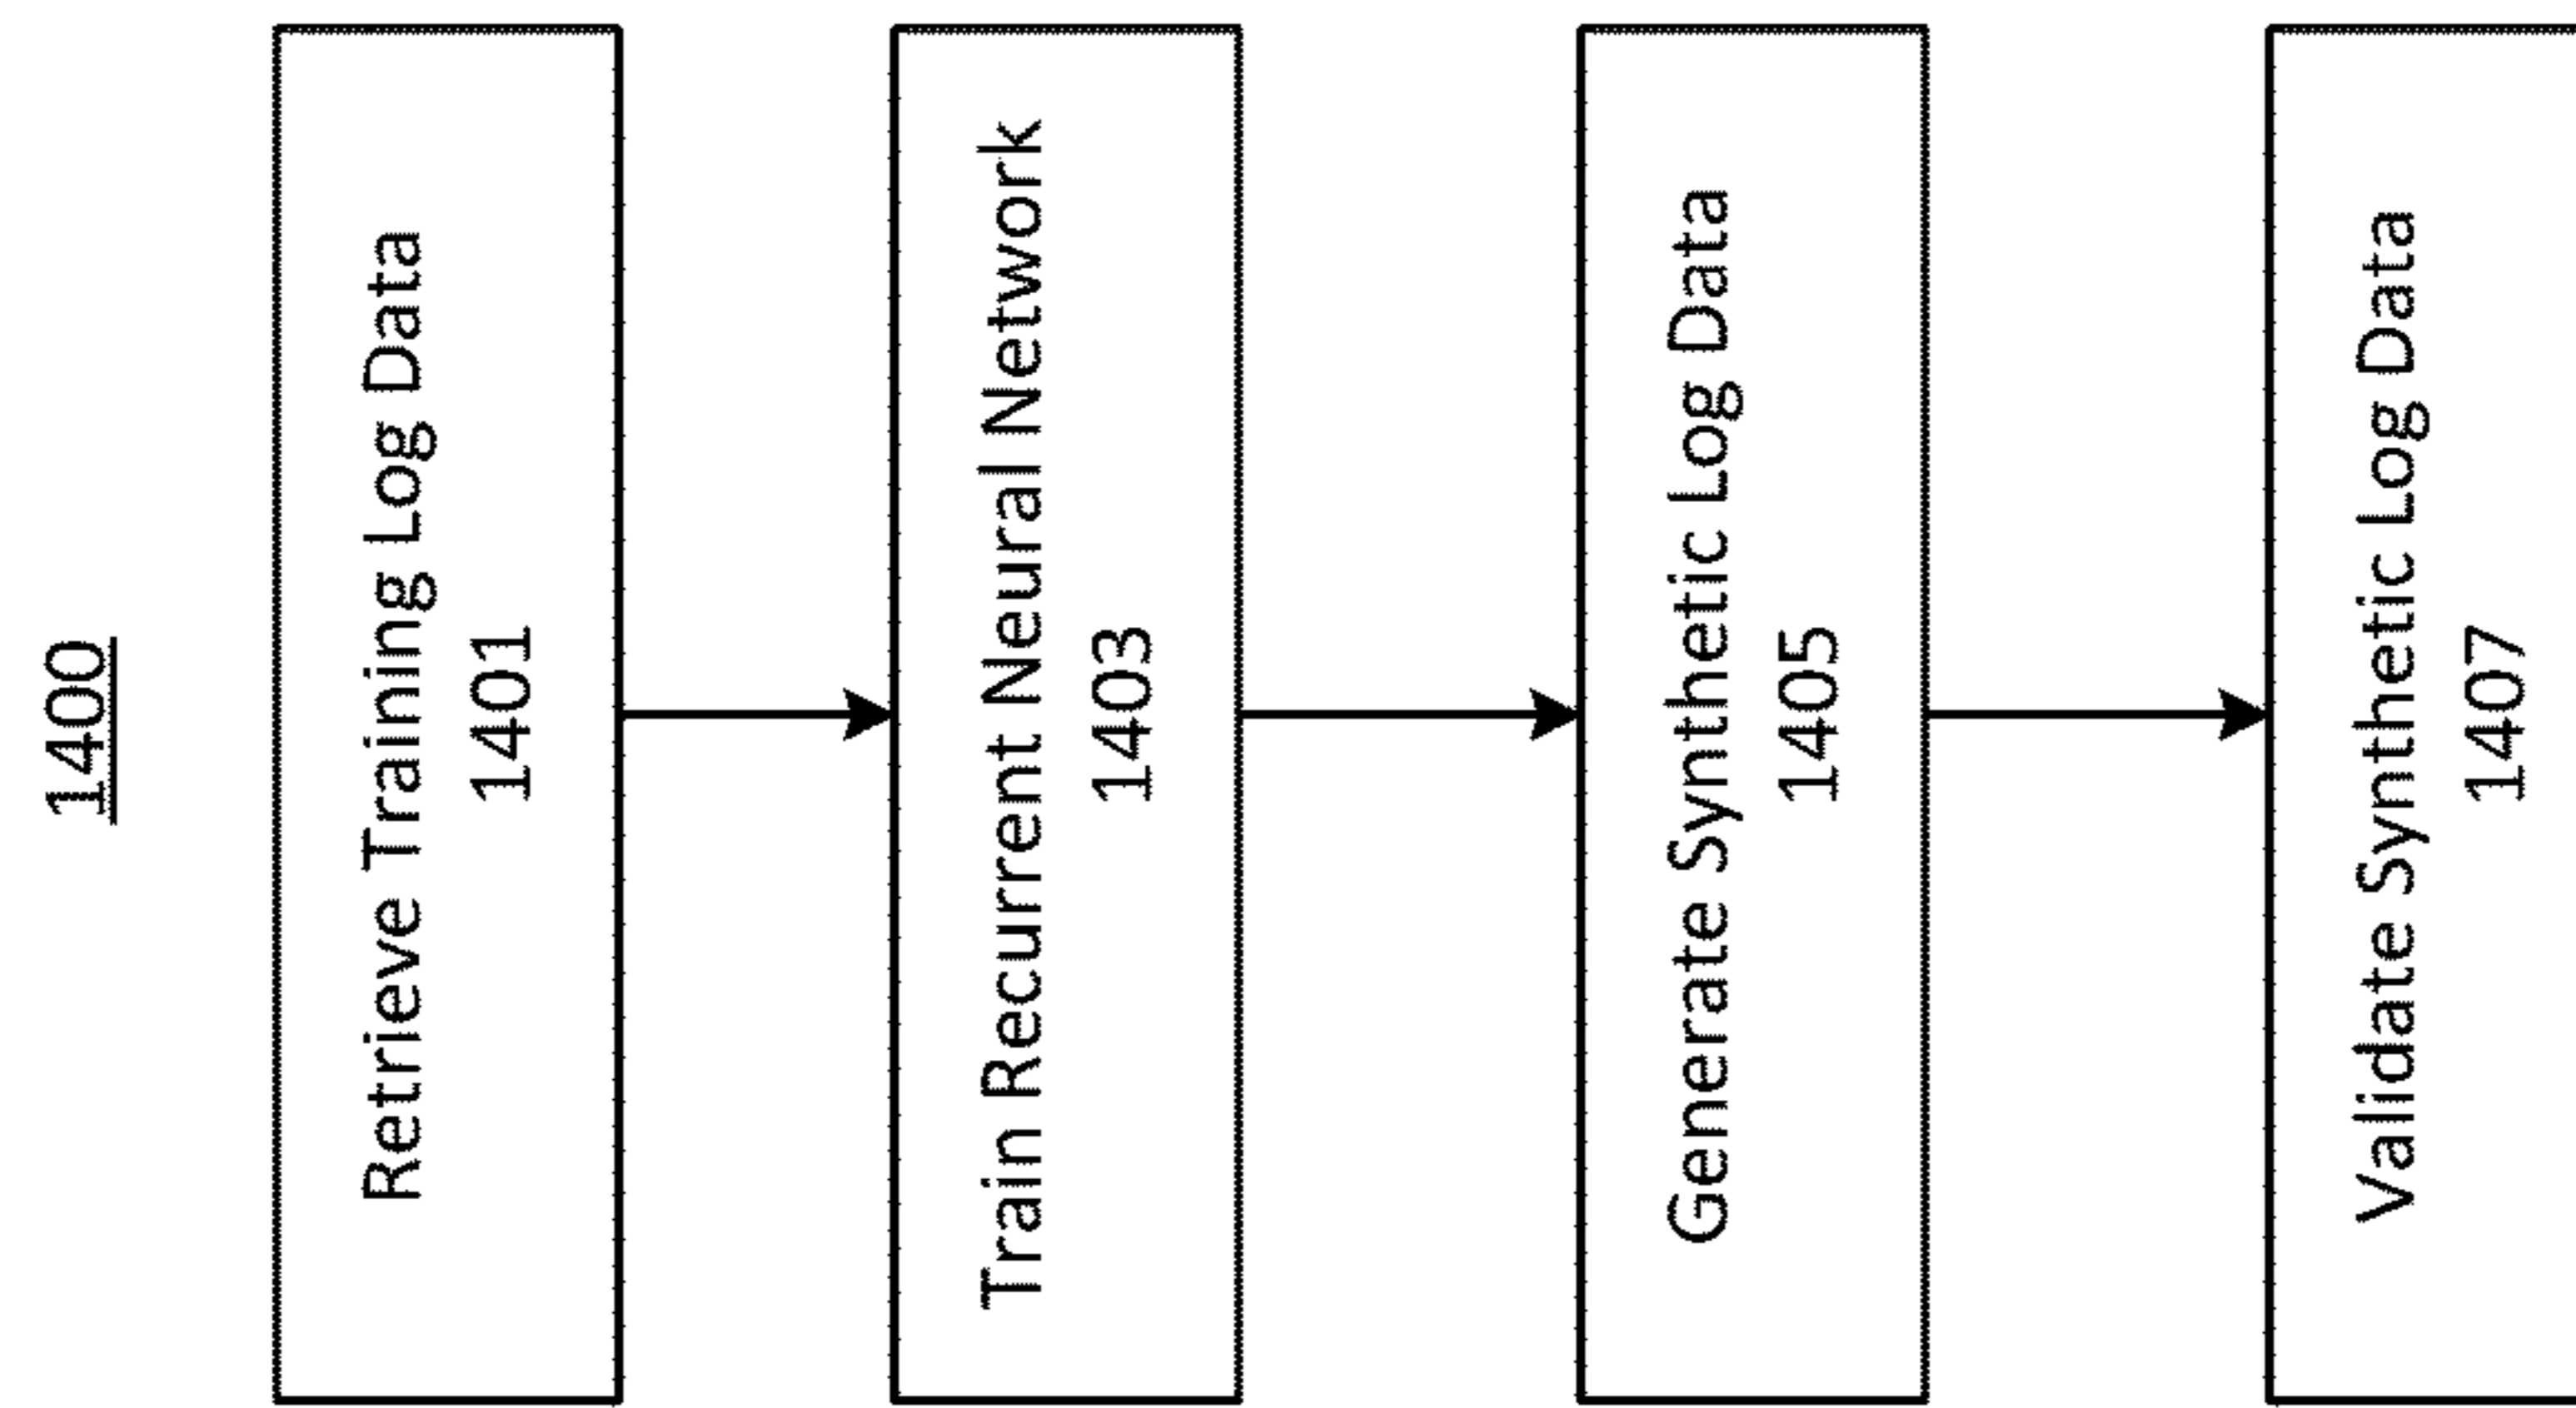 1400
Retrieve Training Log Data
1401
Train Recurrent Neural Network
1403
Generate Synthetic Log Data
1405
Validate Synthetic Log Data
1407